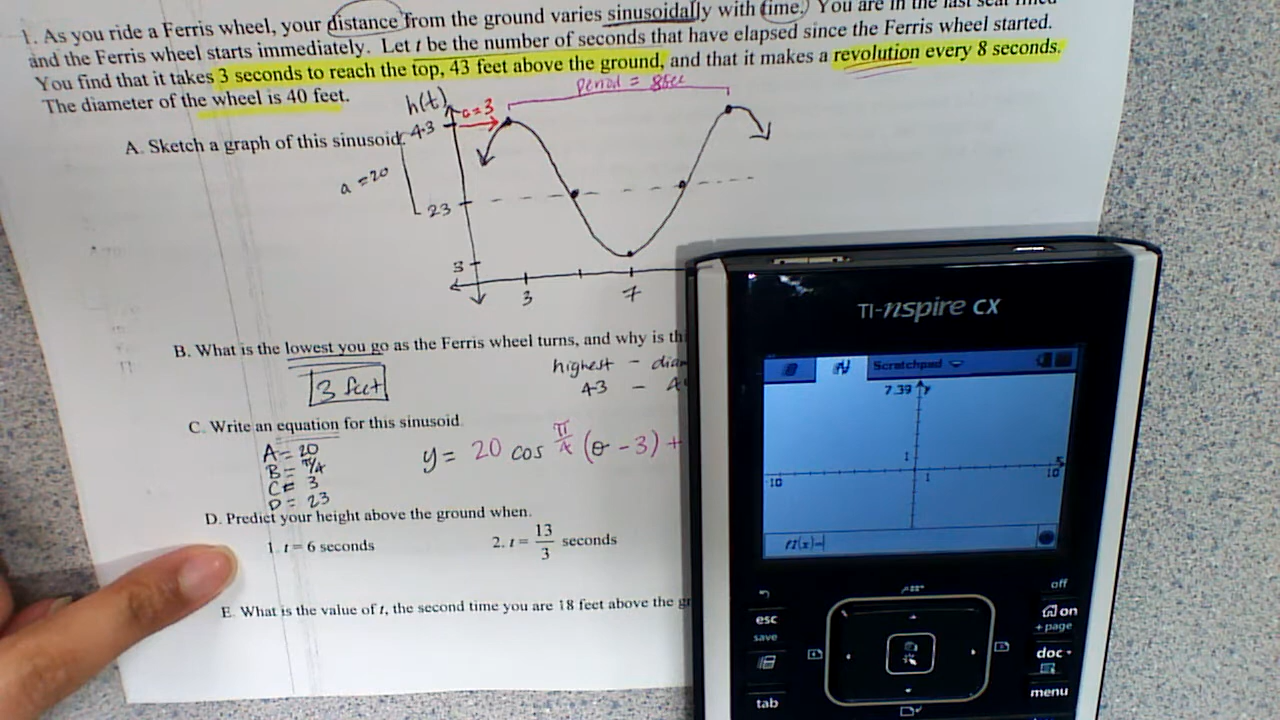 1. As you ride a Ferris wheel, your distance from the ground varies sinusoidally with time. You are in the last seat filled
and the Ferris wheel starts immediately. Let t be the number of seconds that have elapsed since the Ferris wheel started.
You find that it takes 3 seconds to reach the top, 43 feet above the ground, and that it makes a revolution every 8 seconds.
The diameter of the wheel is 40 feet.
period = 8sec
h(t)
c=3
A. Sketch a graph of this sinusoid.
43
a = 20
23
3
3 7
B. What is the lowest you go as the Ferris wheel turns, and why is
3 feet
highest –
43 –
C. Write an equation for this sinusoid.
A = 20
B = π/4
C = 3
D = 23
y = 20 cos π/4 (θ - 3) +
D. Predict your height above the ground when.
1. t = 6 seconds
2. t = 13/3 seconds
E. What is the value of t, the second time you are 18 feet above the
TI-nspire CX
Scratchpad
7.39 y
1
-10 1 10
f1(x)=
esc
save
tab
off
on
+ page
doc
menu